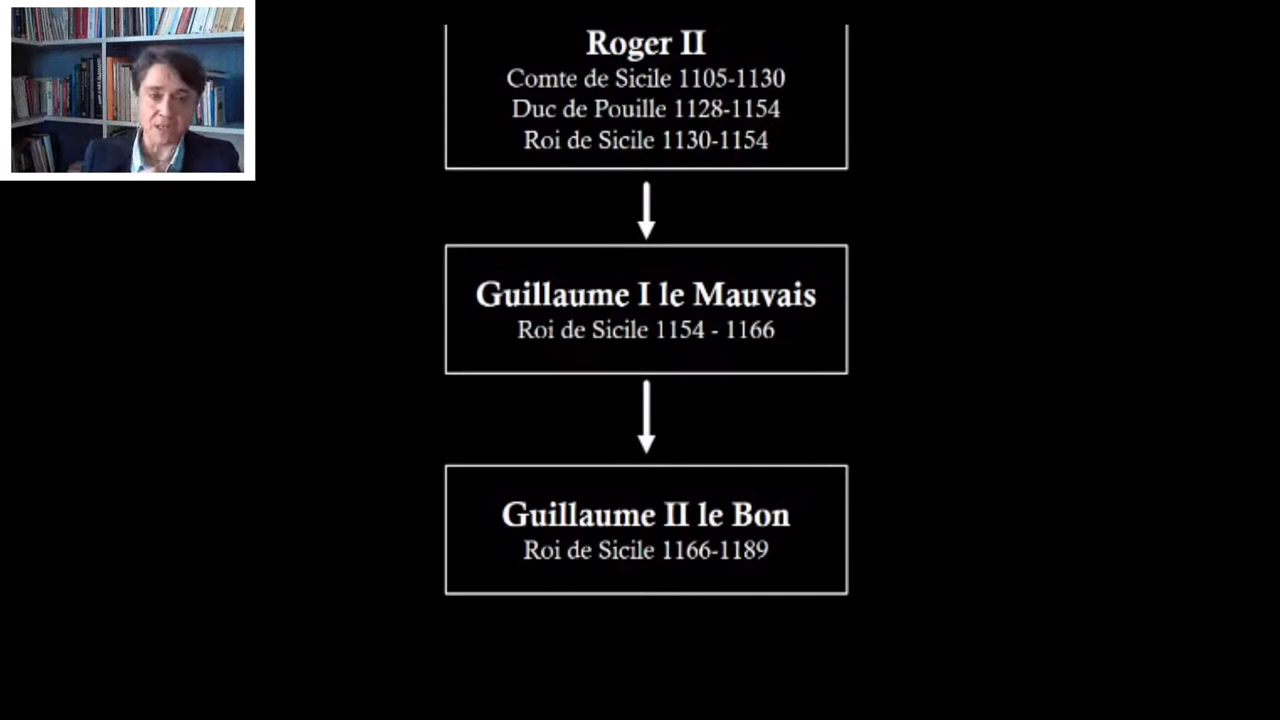 Roger II
Comte de Sicile 1105-1130
Duc de Pouille 1128-1154
Roi de Sicile 1130-1154
Guillaume I le Mauvais
Roi de Sicile 1154 - 1166
Guillaume II le Bon
Roi de Sicile 1166-1189